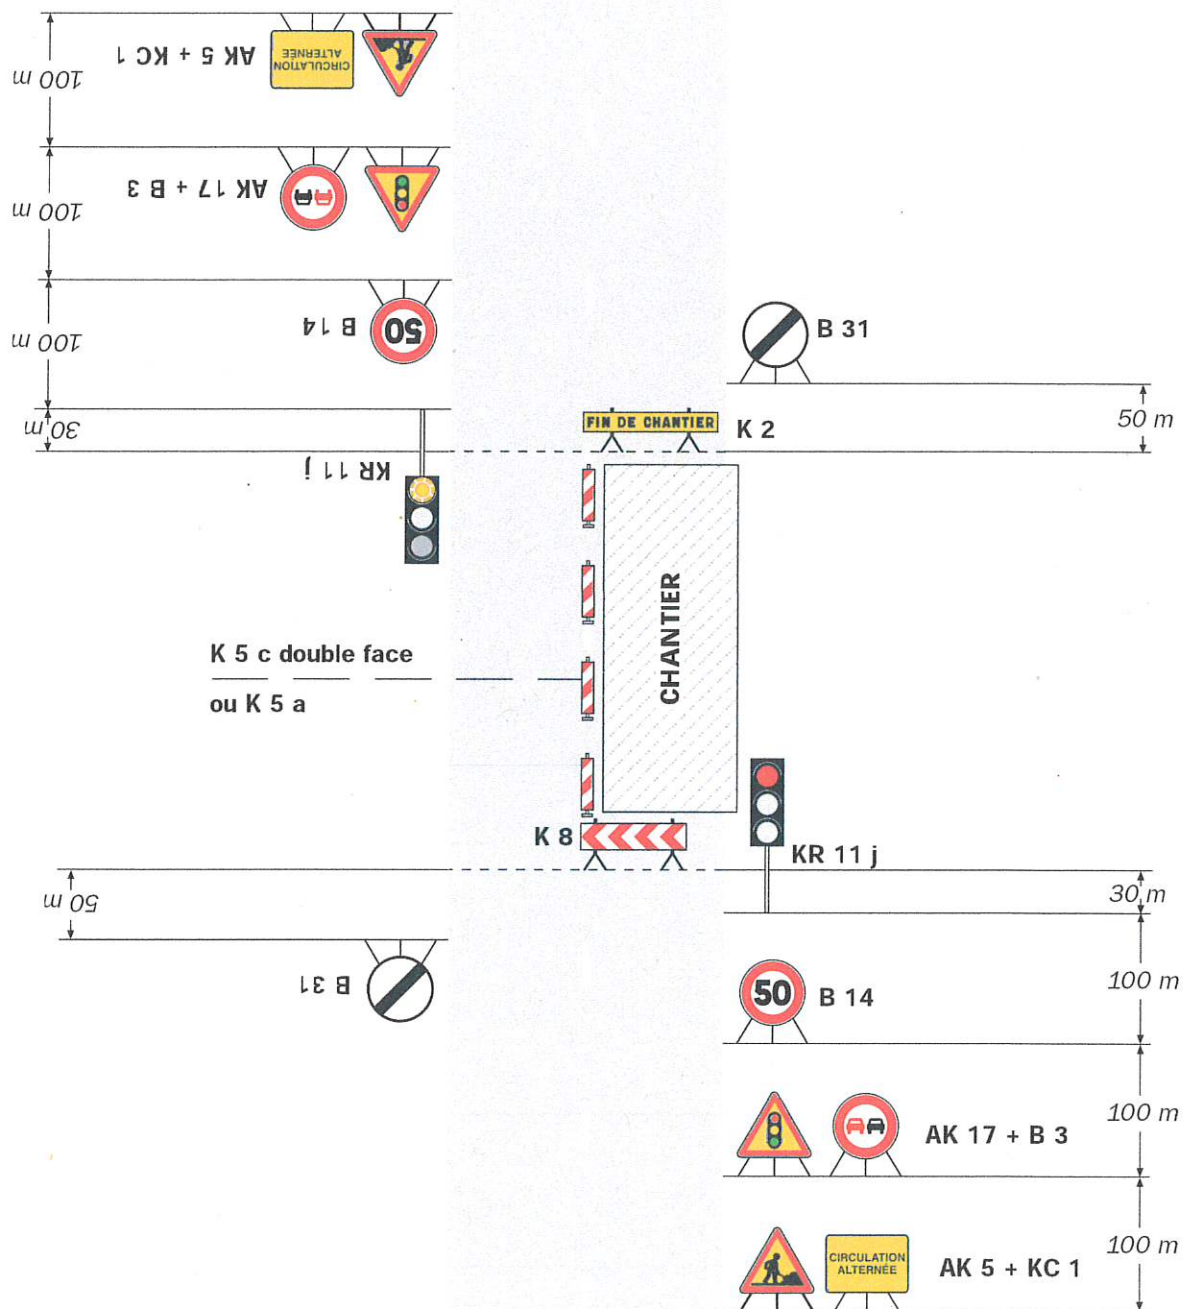 100 m
AK 5 + KC 1
CIRCULATION
ALTERNÉE
100 m
AK 17 + B 3
100 m
B 14
50
B 31
30 m
KR 11 j
FIN DE CHANTIER
K 2
50 m
CHANTIER
K 5 c double face
ou K 5 a
K 8
KR 11 j
50 m
30 m
B 31
50
B 14
100 m
AK 17 + B 3
100 m
CIRCULATION
ALTERNÉE
AK 5 + KC 1
100 m